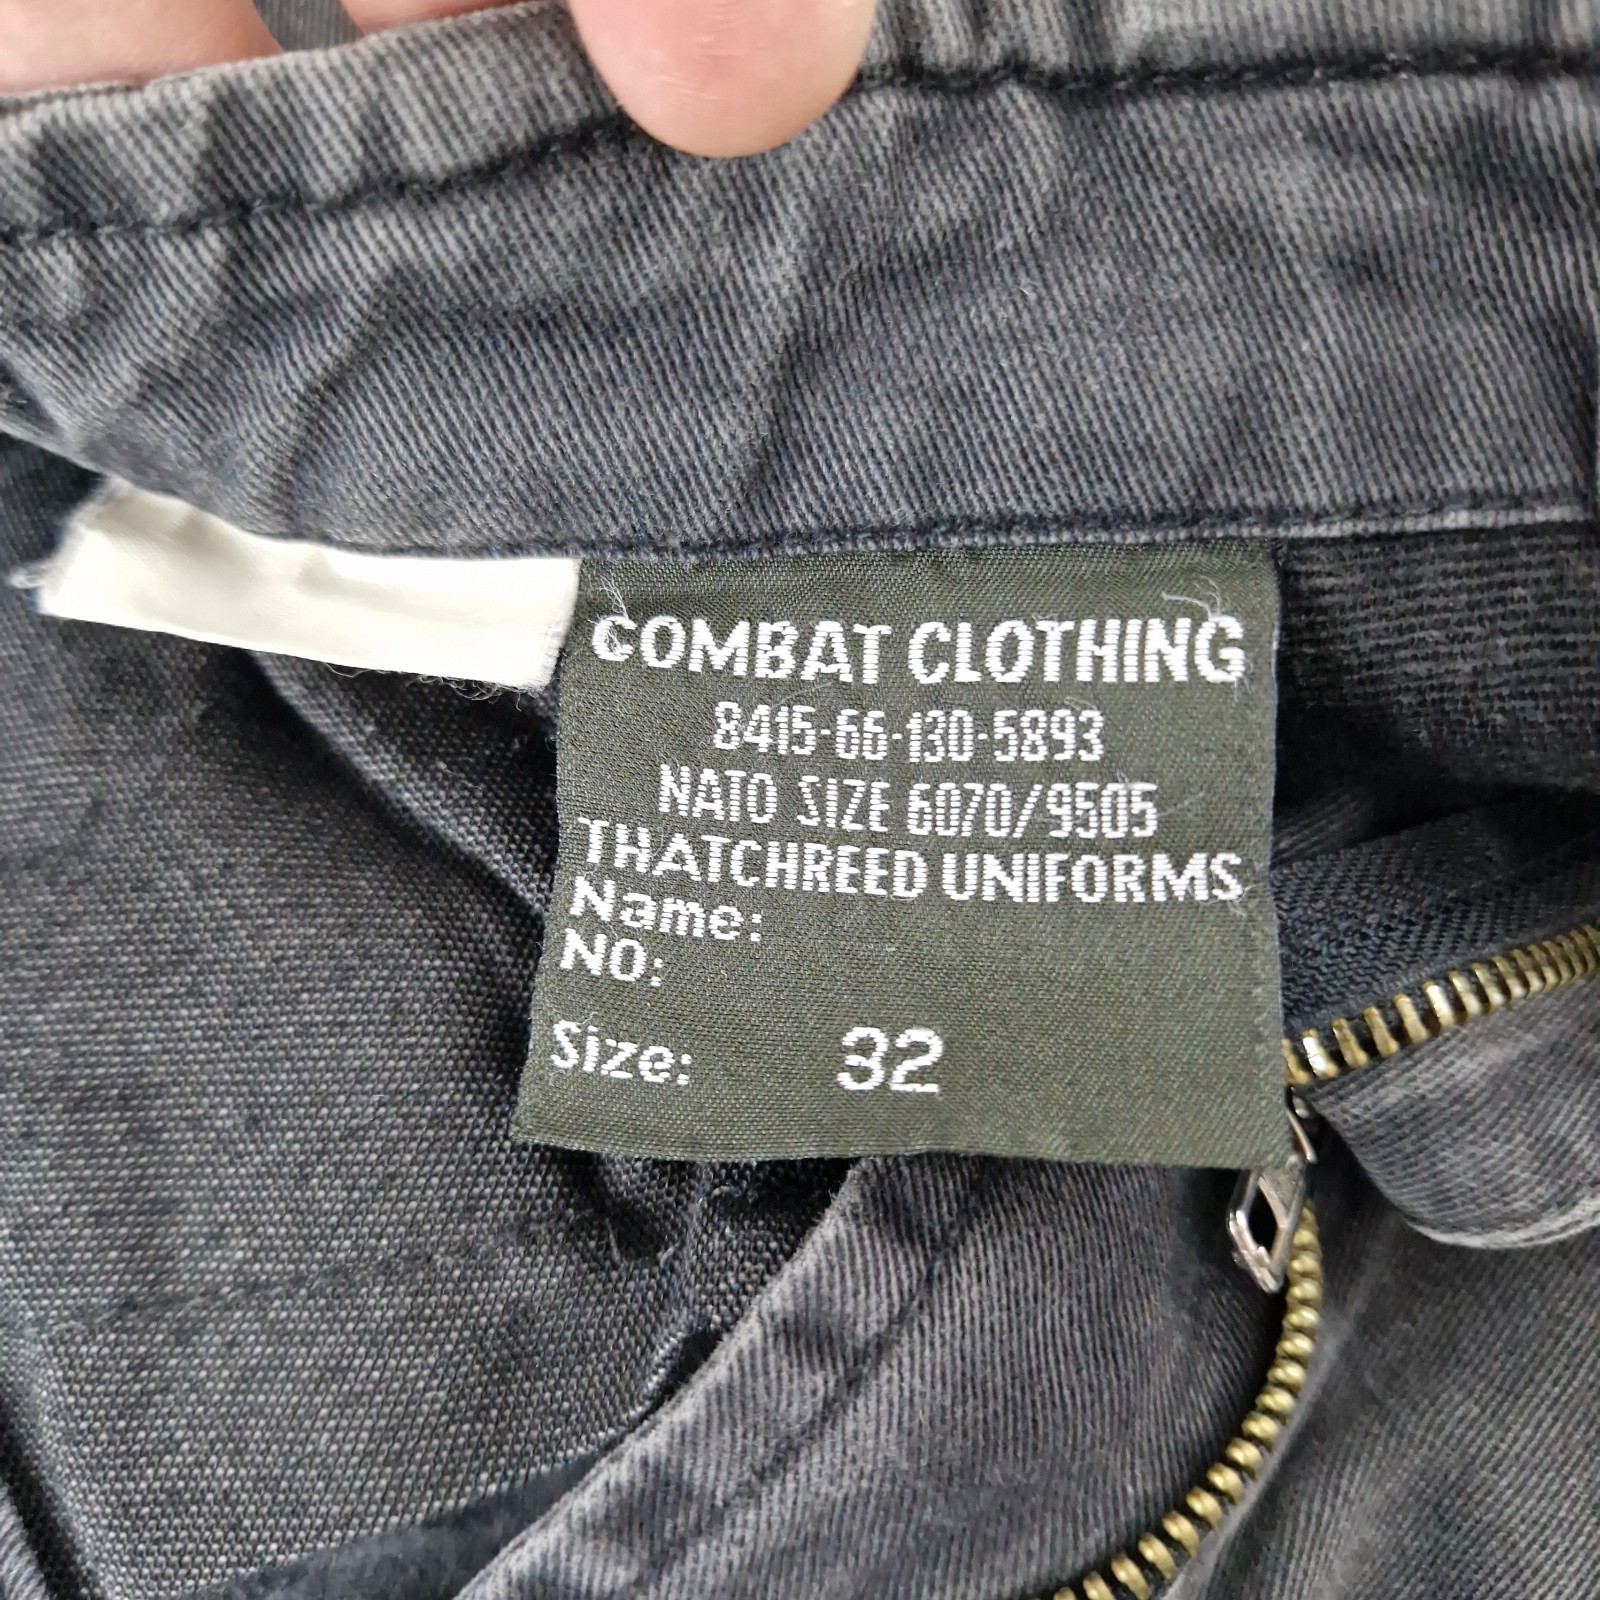 COMBAT CLOTHING
8415-66-130-5893
NATO SIZE 6070/9505
THATCHREED UNIFORMS
Name:
NO:
Size: 32